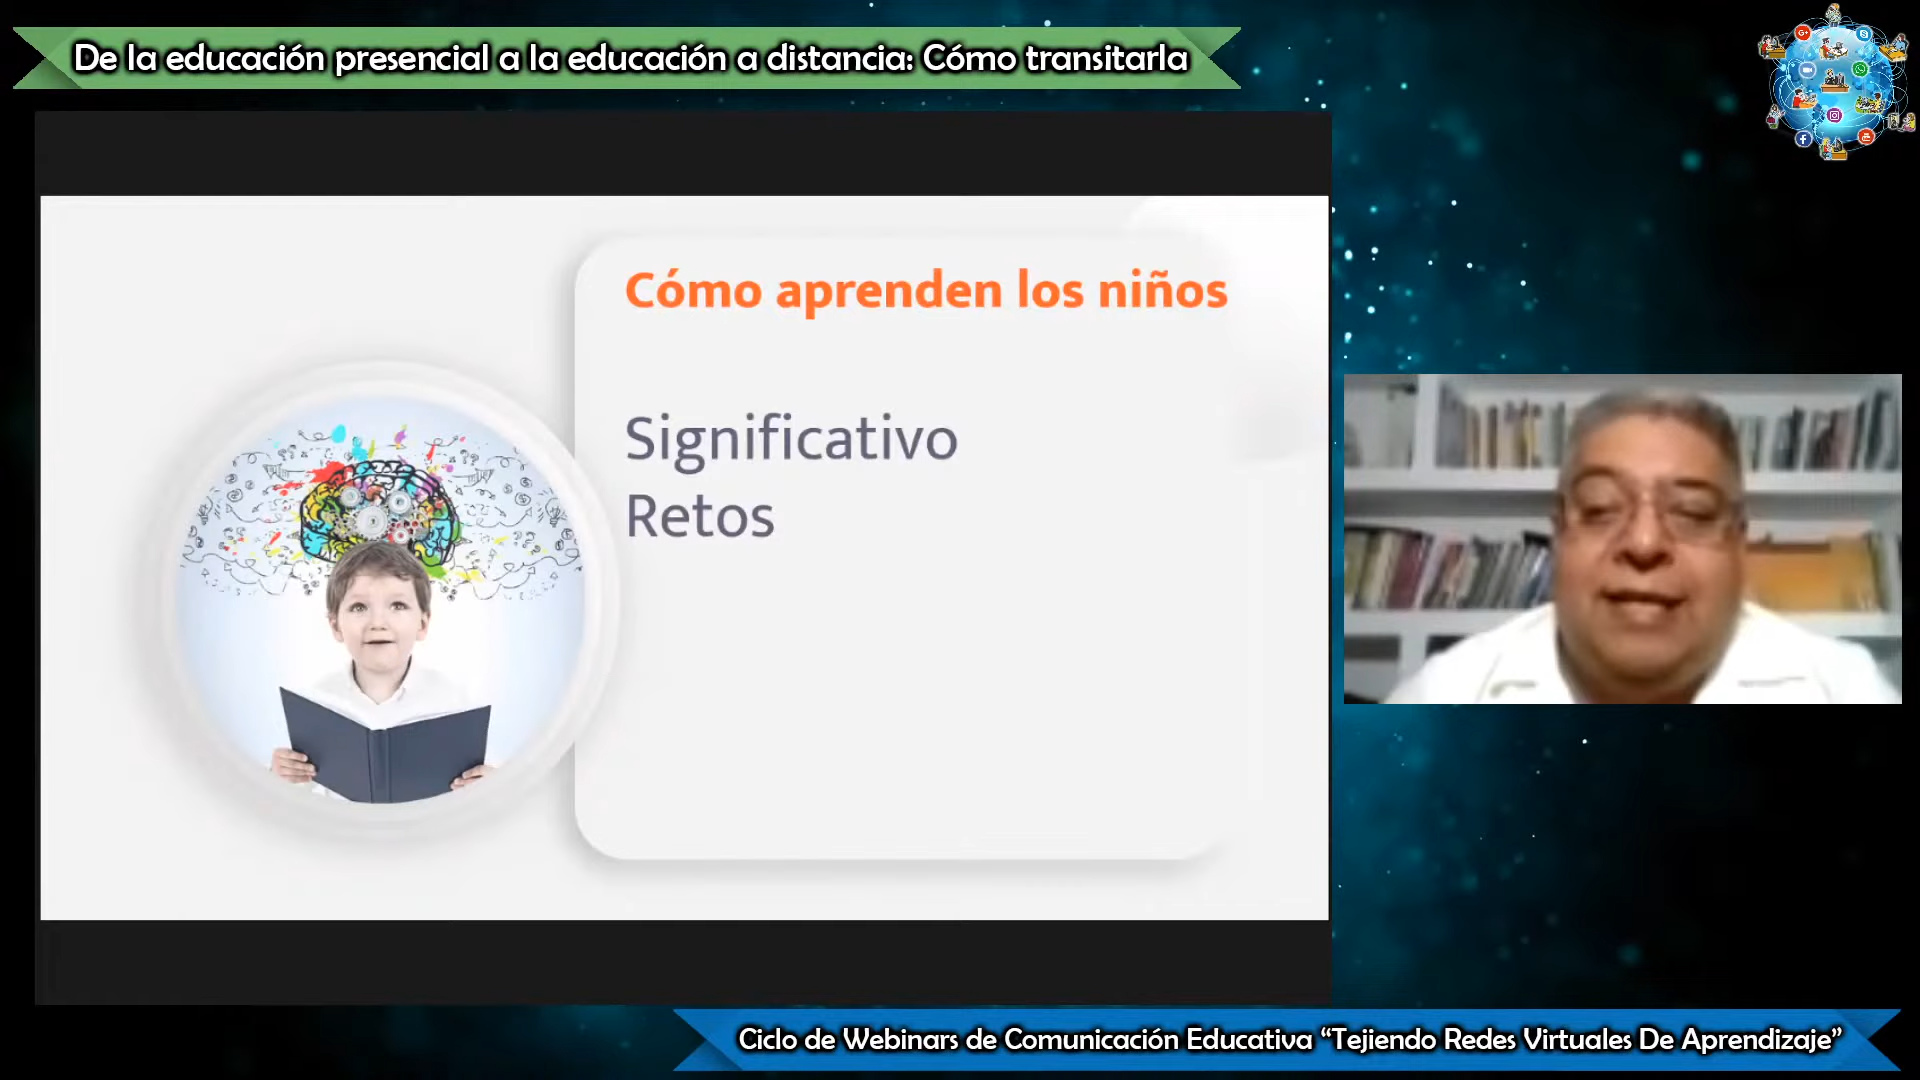 De la educación presencial a la educación a distancia: Cómo transitarla
Cómo aprenden los niños
Significativo
Retos
Ciclo de Webinars de Comunicación Educativa “Tejiendo Redes Virtuales De Aprendizaje”